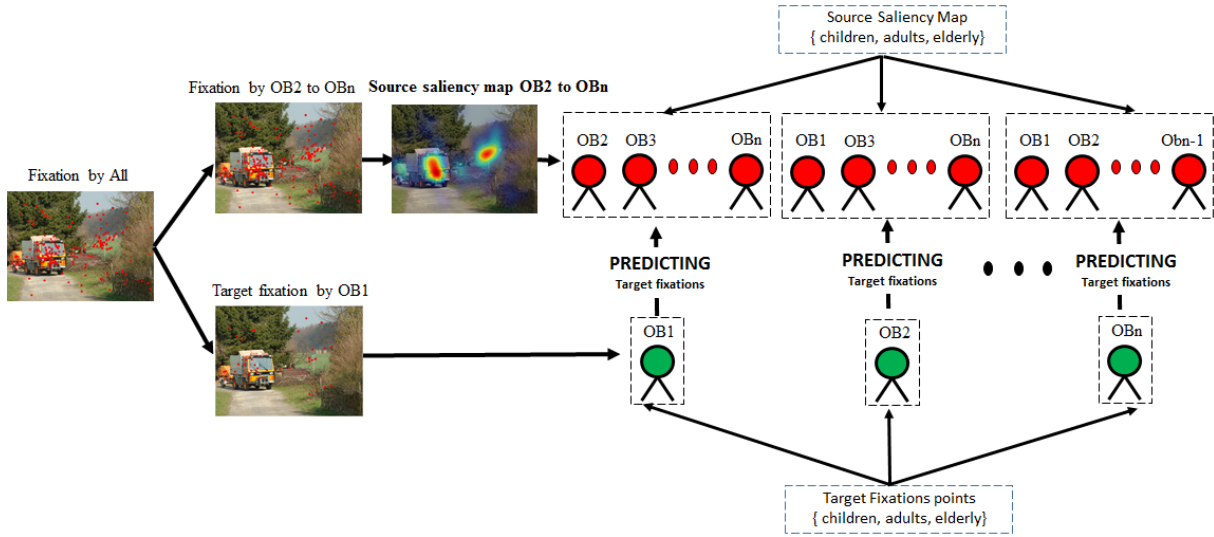 Source Saliency Map
{ children, adults, elderly}
Fixation by OB2 to OBn
Source saliency map OB2 to OBn
Fixation by All
OB2 OB3 OBn
OB1 OB3 OBn
OB1 OB2 Obn-1
PREDICTING
Target fixations
PREDICTING
Target fixations
PREDICTING
Target fixations
Target fixation by OB1
OB1
OB2
OBn
Target Fixations points
{ children, adults, elderly}